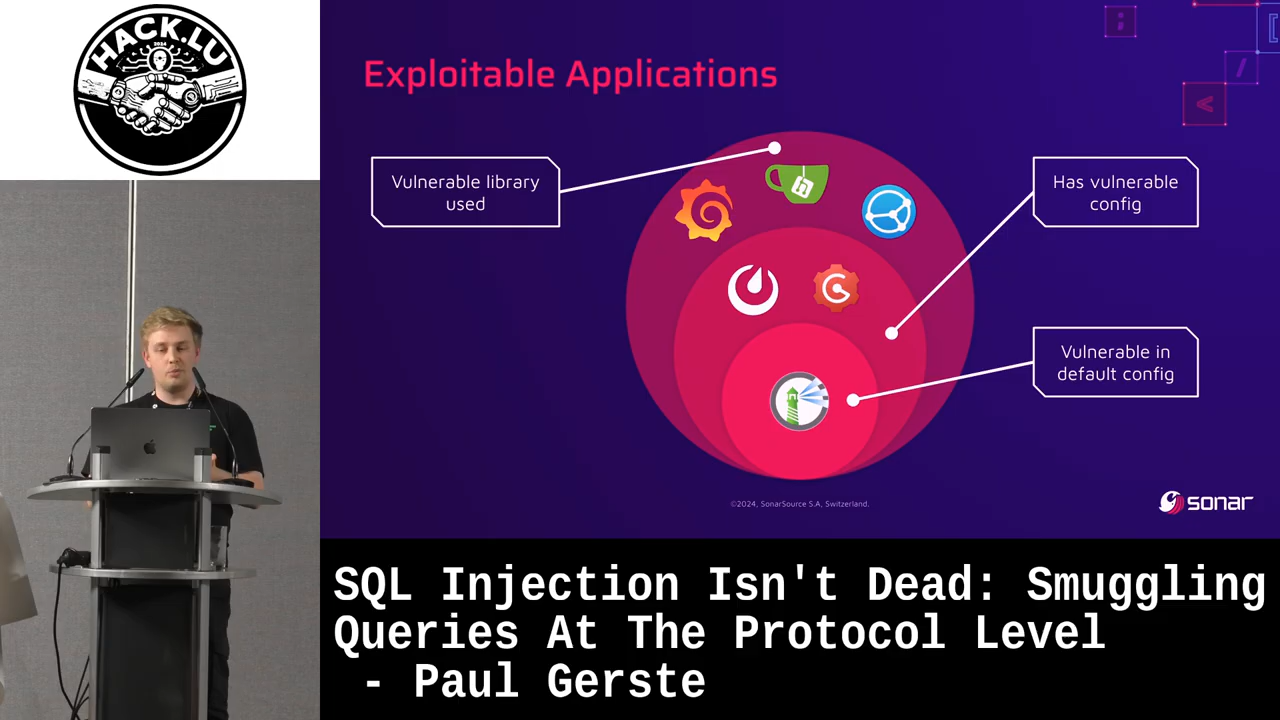 HACK.LU
2024
Exploitable Applications
Vulnerable library
used
Has vulnerable
config
Vulnerable in
default config
©2024, SonarSource S.A, Switzerland.
sonar
SQL Injection Isn't Dead: Smuggling
Queries At The Protocol Level
- Paul Gerste